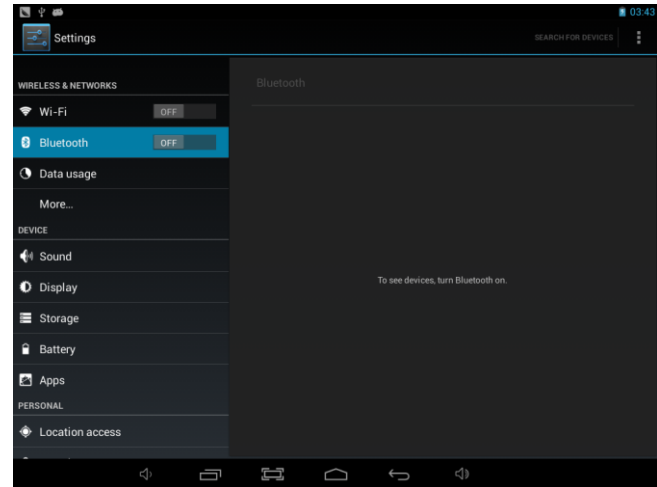 03:43
Settings
SEARCH FOR DEVICES
WIRELESS & NETWORKS
Wi-Fi OFF
Bluetooth OFF
Data usage
More...
DEVICE
Sound
Display
Storage
Battery
Apps
PERSONAL
Location access
Bluetooth
To see devices, turn Bluetooth on.